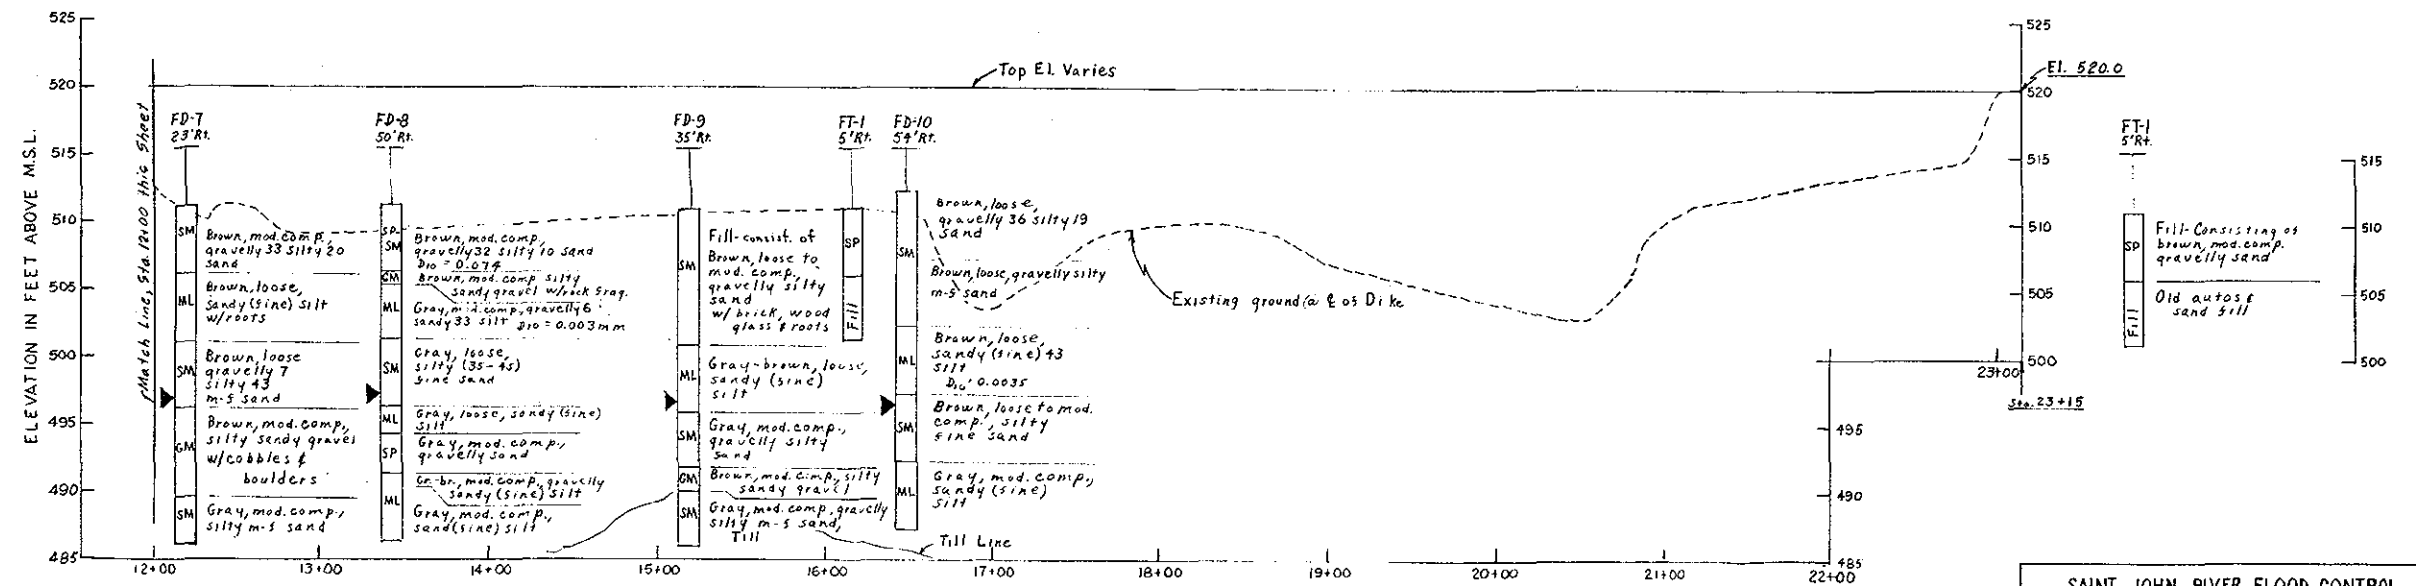 525
520
515
510
505
500
495
490
485
ELEVATION IN FEET ABOVE M.S.L.
Match Line, Sta. 12+00 this Sheet
Top El. Varies
El. 520.0
FD-7
23'Rt.
SM
Brown, mod. comp,
gravelly 33 silty 20
sand
ML
Brown, loose,
sandy (fine) silt
w/roots
SM
Brown, loose
gravelly 7
silty 43
m-f sand
GM
Brown, mod. comp.,
silty sandy gravel
w/cobbles &
boulders
SM
Gray, mod. comp.,
silty m-f sand
FD-8
50'Rt.
SP-
SM
Brown, mod. comp,
gravelly 32 silty 10 sand
D10 = 0.074
GM
Brown, mod. comp silty
sandy gravel w/rock frag.
ML
Gray, mod. comp, gravelly 6
sandy 33 silt D10 = 0.003mm
SM
Gray, loose,
silty (35-45)
fine sand
ML
Gray, loose, sandy (fine)
silt
SP
Gray, mod. comp.,
gravelly sand
ML
Gr.-br., mod. comp, gravelly
sandy (fine) silt
Gray, mod. comp.,
sand (fine) silt
FD-9
35'Rt.
SM
Fill-consist. of
Brown, loose to
mod. comp.,
gravelly silty
sand
w/brick, wood
glass & roots
ML
Gray-brown, loose,
sandy (fine)
silt
SM
Gray, mod. comp.,
gravelly silty
sand
GM
Brown, mod. comp., silty
sandy gravel
SM
Gray, mod. comp, gravelly
silty m-f sand,
Till
FT-1
5'Rt.
SP
Fill
FD-10
54'Rt.
SM
Brown, loose,
gravelly 36 silty 19
sand
Brown, loose, gravelly silty
m-f sand
ML
Brown, loose,
sandy (fine) 43
silt
D10 = 0.0035
SM
Brown, loose to mod.
comp., silty
fine sand
ML
Gray, mod. comp.,
sandy (fine)
silt
Existing ground @ ℄ of Dike
Till Line
12+00
13+00
14+00
15+00
16+00
17+00
18+00
19+00
20+00
21+00
22+00
23+00
Sta. 23+15
525
520
515
510
505
500
495
490
485
FT-1
5'Rt.
SP
Fill-Consisting of
brown, mod. comp.
gravelly sand
Fill
Old autos &
sand fill
515
510
505
500
SAINT JOHN RIVER FLOOD CONTROL